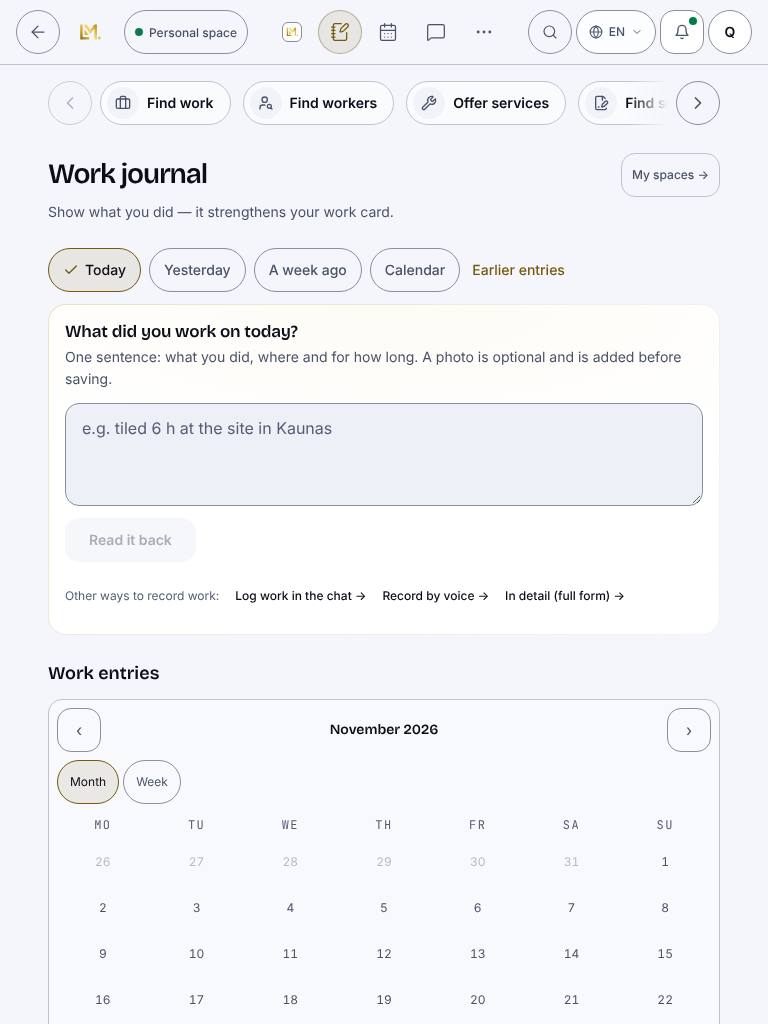 LM.
Personal space
LM.
EN
Q
Find work
Find workers
Offer services
Find s
Work journal
My spaces →
Show what you did — it strengthens your work card.
Today
Yesterday
A week ago
Calendar
Earlier entries
What did you work on today?
One sentence: what you did, where and for how long. A photo is optional and is added before
saving.
e.g. tiled 6 h at the site in Kaunas
Read it back
Other ways to record work:
Log work in the chat →
Record by voice →
In detail (full form) →
Work entries
‹
November 2026
›
Month
Week
MO TU WE TH FR SA SU
26 27 28 29 30 31 1
2 3 4 5 6 7 8
9 10 11 12 13 14 15
16 17 18 19 20 21 22